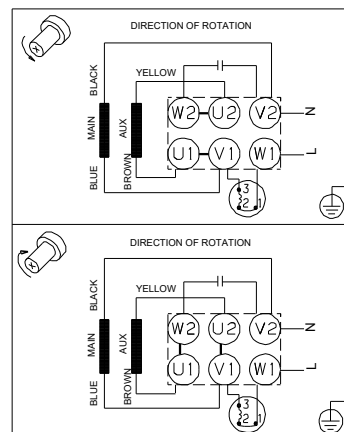 DIRECTION OF ROTATION
BLACK
YELLOW
MAIN
AUX
BLUE
BROWN
W2 U2 V2 N
U1 V1 W1 L
3
2 1
DIRECTION OF ROTATION
BLACK
YELLOW
MAIN
AUX
BLUE
BROWN
W2 U2 V2 N
U1 V1 W1 L
3
2 1